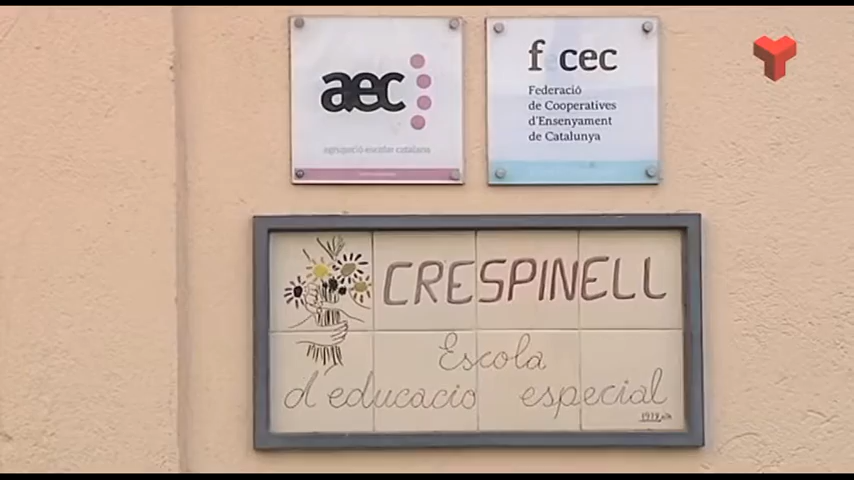 aec
agrupació escolar catalana
fecec
Federació
de Cooperatives
d'Ensenyament
de Catalunya
CRESPINELL
Escola
d'educacio especial